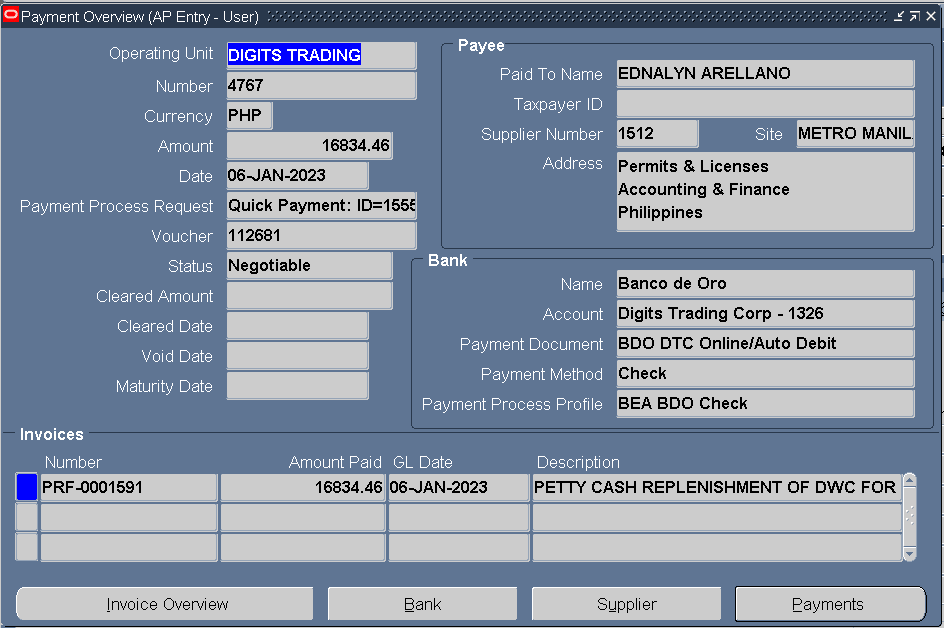 Payment Overview (AP Entry - User)
Operating Unit DIGITS TRADING
Number 4767
Currency PHP
Amount 16834.46
Date 06-JAN-2023
Payment Process Request Quick Payment: ID=1555
Voucher 112681
Status Negotiable
Cleared Amount
Cleared Date
Void Date
Maturity Date
Payee
Paid To Name EDNALYN ARELLANO
Taxpayer ID
Supplier Number 1512 Site METRO MANIL
Address Permits & Licenses
Accounting & Finance
Philippines
Bank
Name Banco de Oro
Account Digits Trading Corp - 1326
Payment Document BDO DTC Online/Auto Debit
Payment Method Check
Payment Process Profile BEA BDO Check
Invoices
Number Amount Paid GL Date Description
PRF-0001591 16834.46 06-JAN-2023 PETTY CASH REPLENISHMENT OF DWC FOR
Invoice Overview Bank Supplier Payments